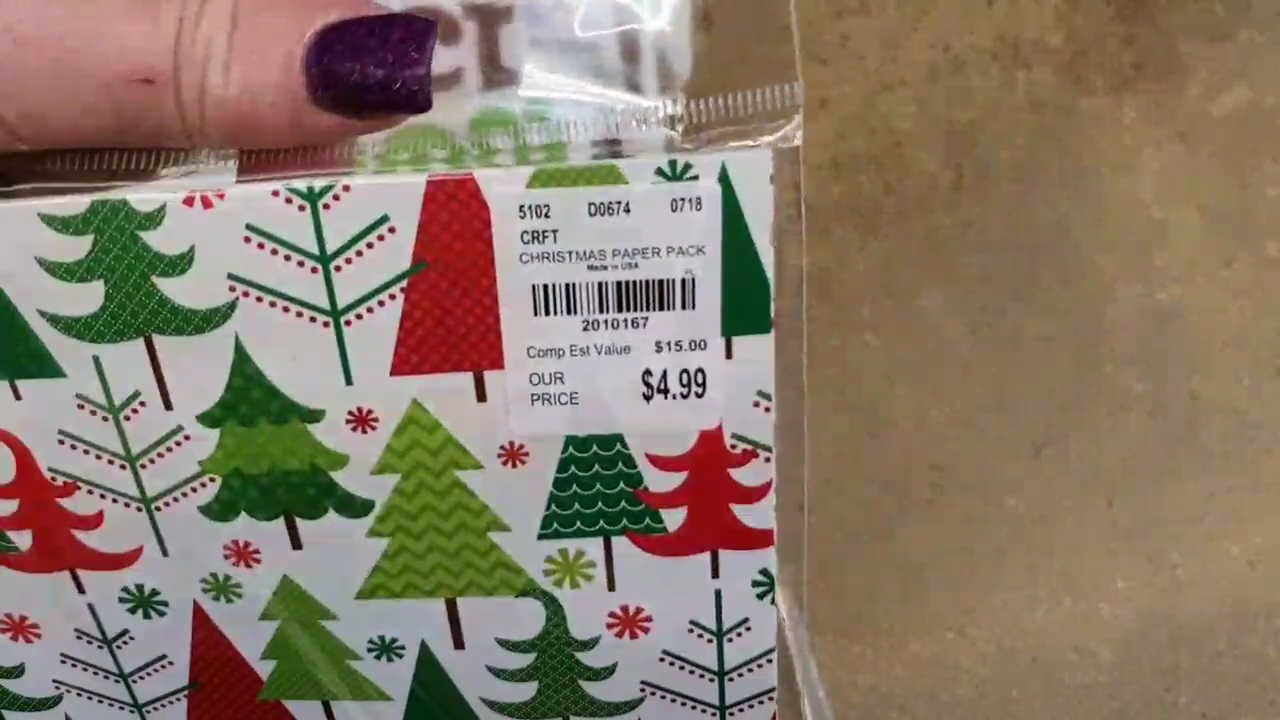 5102 D0674 0718
CRFT
CHRISTMAS PAPER PACK
Made in USA
2010167
Comp Est Value $15.00
OUR
PRICE $4.99